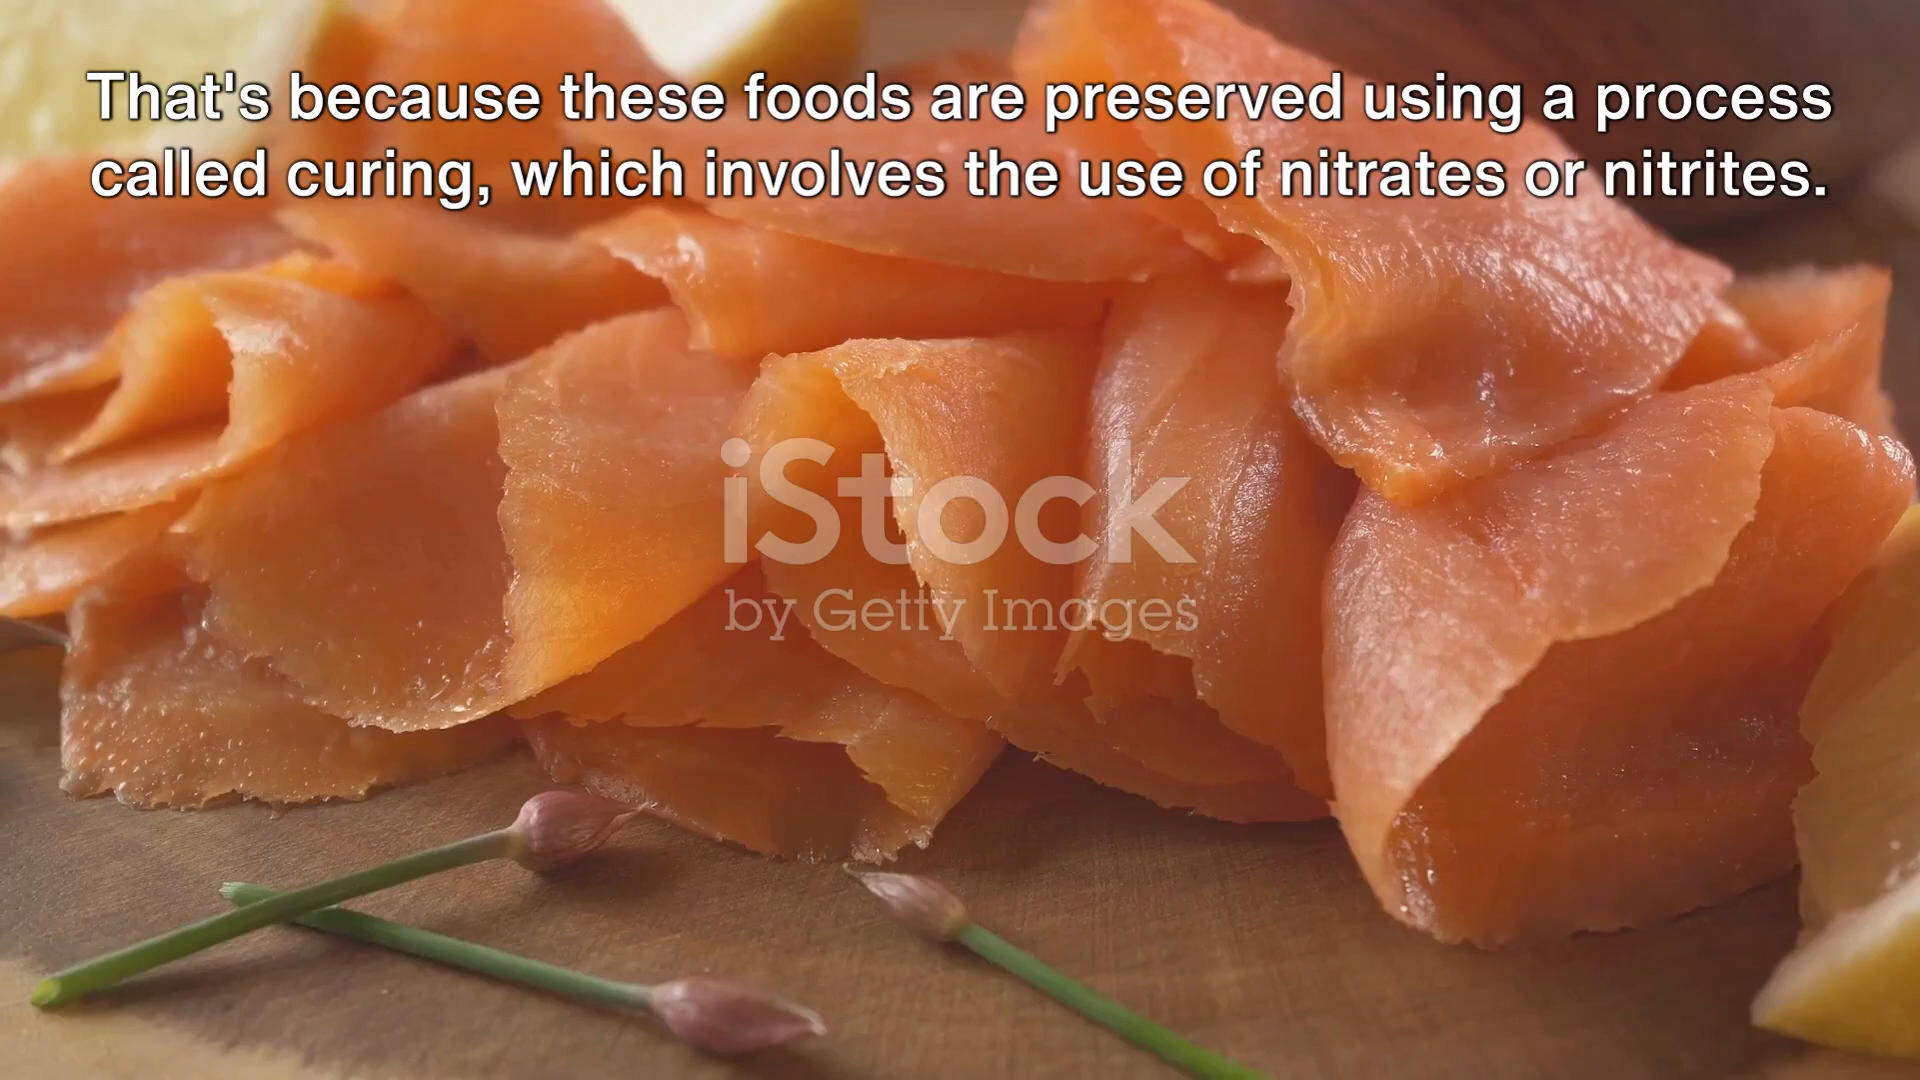 That's because these foods are preserved using a process
called curing, which involves the use of nitrates or nitrites.
iStock
by Getty Images